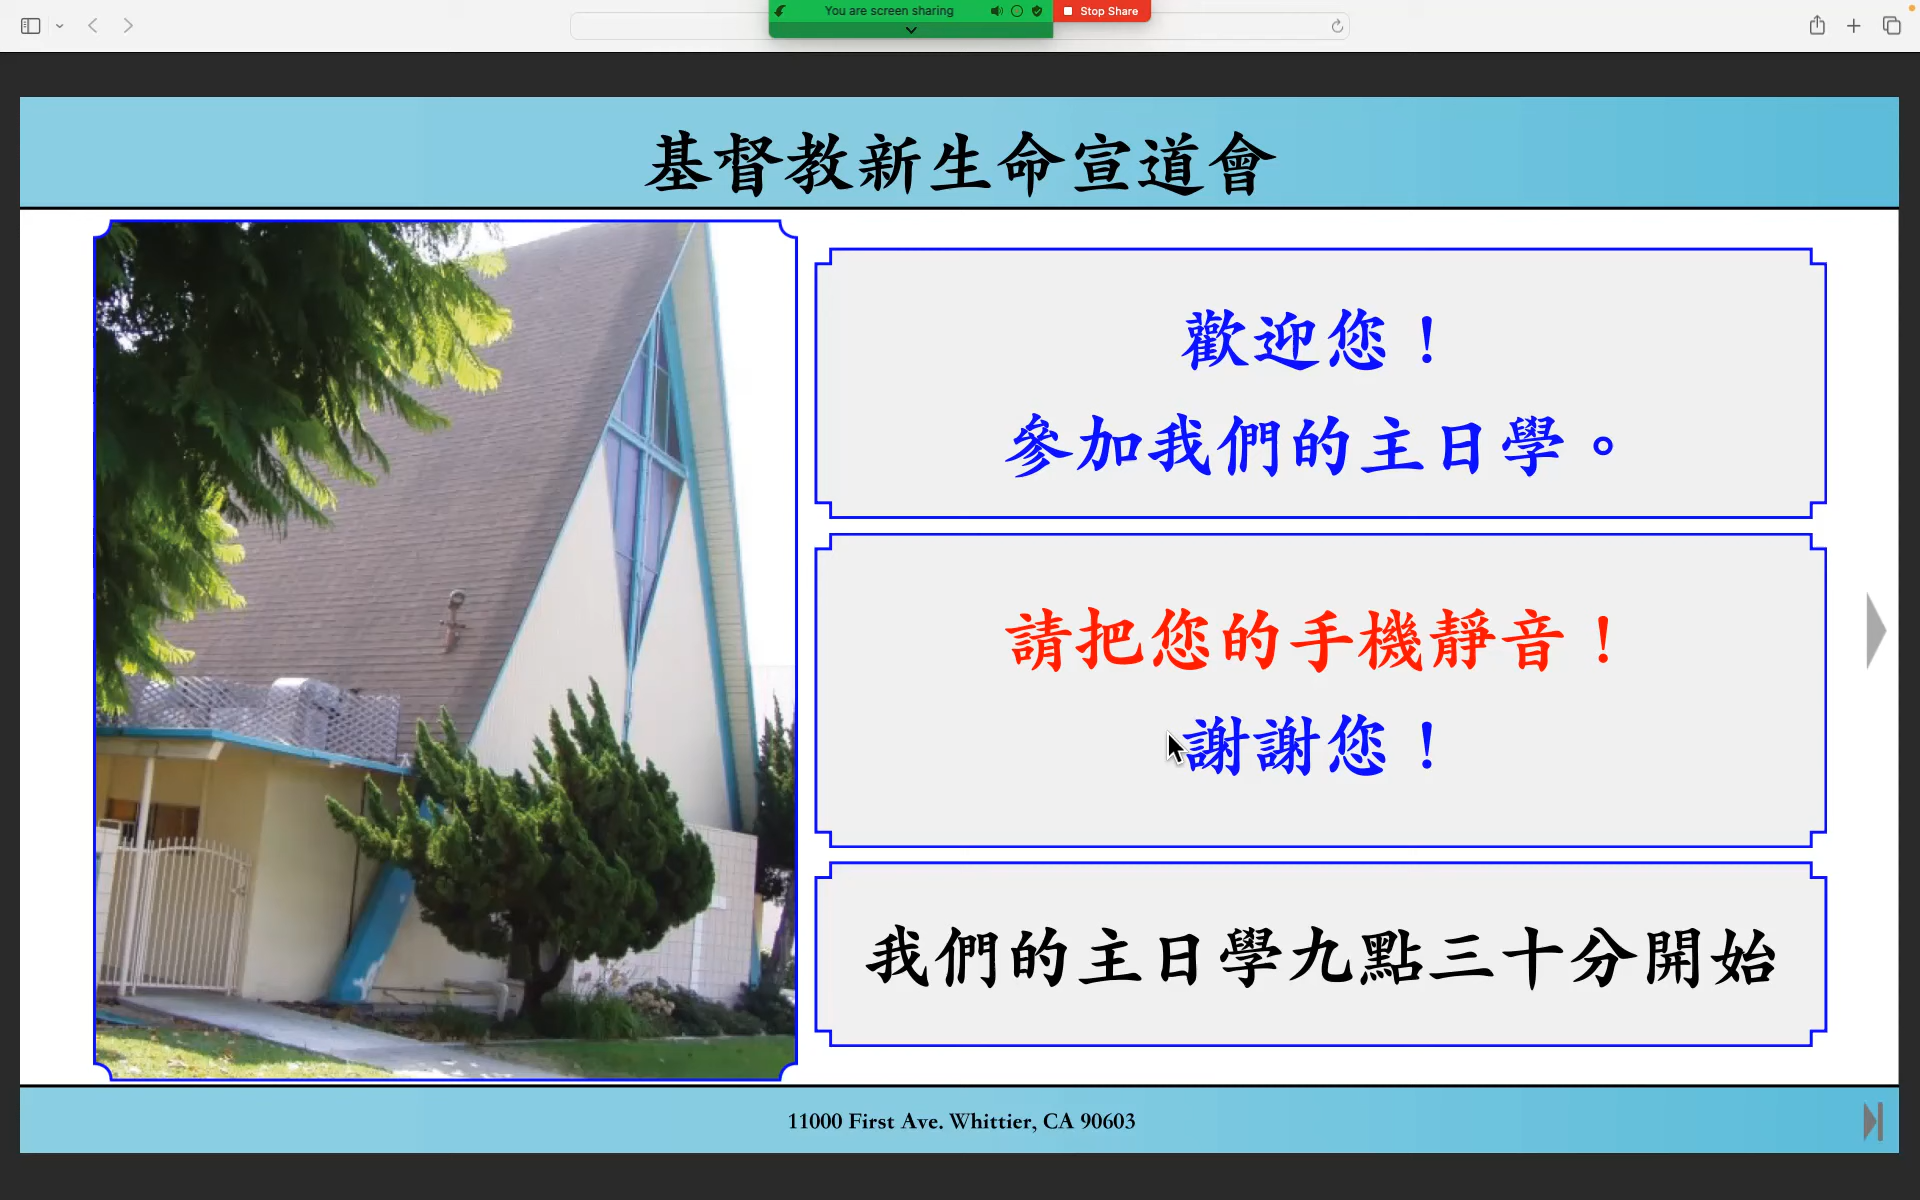 You are screen sharing
Stop Share
基督教新生命宣道會
歡迎您！
參加我們的主日學。
請把您的手機靜音！
謝謝您！
我們的主日學九點三十分開始
11000 First Ave. Whittier, CA 90603